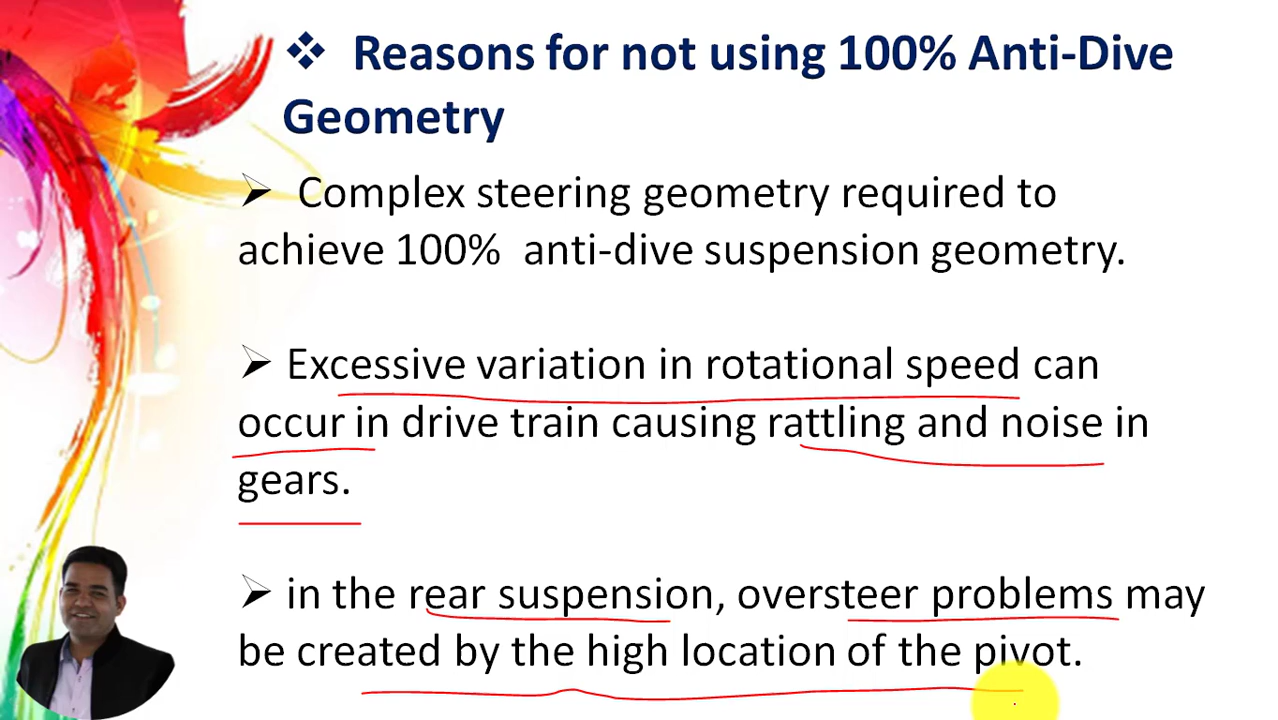 ❖ Reasons for not using 100% Anti-Dive
Geometry
➢ Complex steering geometry required to
achieve 100% anti-dive suspension geometry.
➢ Excessive variation in rotational speed can
occur in drive train causing rattling and noise in
gears.
➢ in the rear suspension, oversteer problems may
be created by the high location of the pivot.